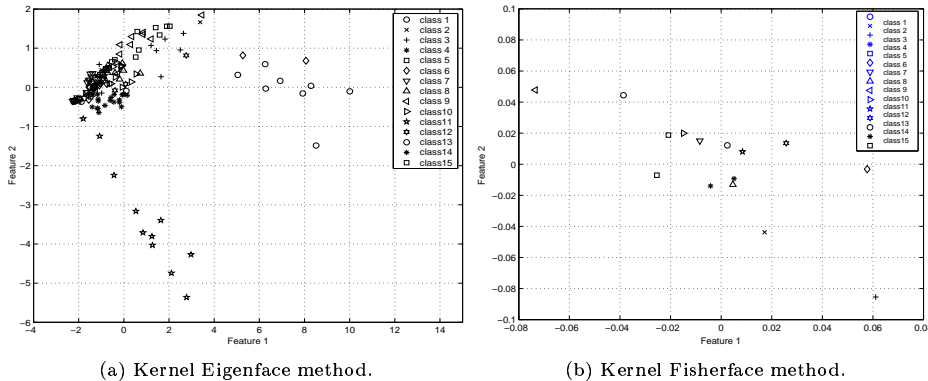 2
1
0
−1
−2
−3
−4
−5
−6
−4
−2
0
2
4
6
8
10
12
14
Feature 1
Feature 2
class 1
class 2
class 3
class 4
class 5
class 6
class 7
class 8
class 9
class10
class11
class12
class13
class14
class15
(a) Kernel Eigenface method.
0.1
0.08
0.06
0.04
0.02
0
−0.02
−0.04
−0.06
−0.08
−0.1
−0.08
−0.06
−0.04
−0.02
0
0.02
0.04
0.06
0.08
Feature 1
Feature 2
class 1
class 2
class 3
class 4
class 5
class 6
class 7
class 8
class 9
class10
class11
class12
class13
class14
class15
(b) Kernel Fisherface method.